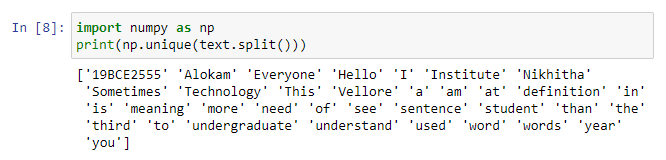 In [8]: import numpy as np
print(np.unique(text.split()))
['19BCE2555' 'Alokam' 'Everyone' 'Hello' 'I' 'Institute' 'Nikhitha'
'Sometimes' 'Technology' 'This' 'Vellore' 'a' 'am' 'at' 'definition' 'in'
'is' 'meaning' 'more' 'need' 'of' 'see' 'sentence' 'student' 'than' 'the'
'third' 'to' 'undergraduate' 'understand' 'used' 'word' 'words' 'year'
'you']